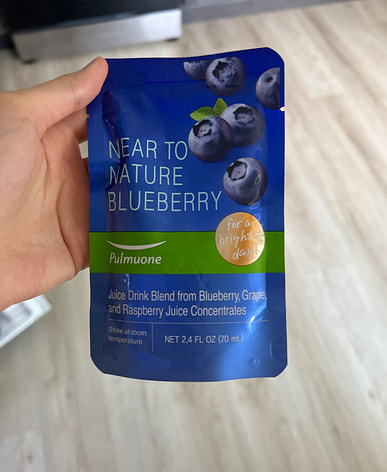 NEAR TO
NATURE
BLUEBERRY
for a
bright
day
Pulmuone
Juice Drink Blend from Blueberry, Grape,
and Raspberry Juice Concentrates
Store at room
temperature
NET 2,4 FL OZ (70 mL)